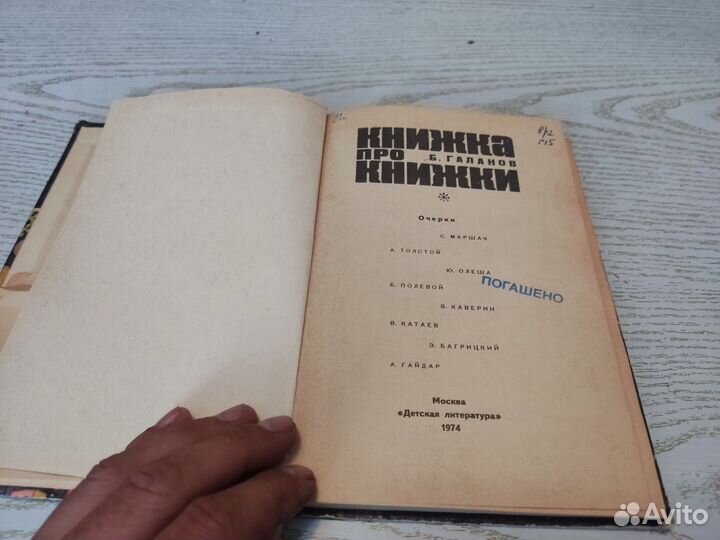 КНИЖКА
ПРО Б. ГАЛАНОВ
КНИЖКИ
Очерки
С. МАРШАК
А. ТОЛСТОЙ
Ю. ОЛЕША
Б. ПОЛЕВОЙ
ПОГАШЕНО
В. КАВЕРИН
В. КАТАЕВ
Э. БАГРИЦКИЙ
А. ГАЙДАР
Москва
«Детская литература»
1974
Avito